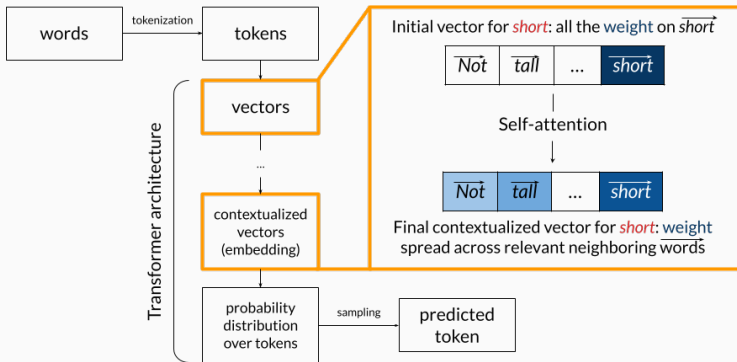 words
tokenization
tokens
vectors
...
contextualized
vectors
(embedding)
probability
distribution
over tokens
sampling
predicted
token
Transformer architecture
Initial vector for short: all the weight on short
Not tall ... short
Self-attention
Not tall ... short
Final contextualized vector for short: weight
spread across relevant neighboring words